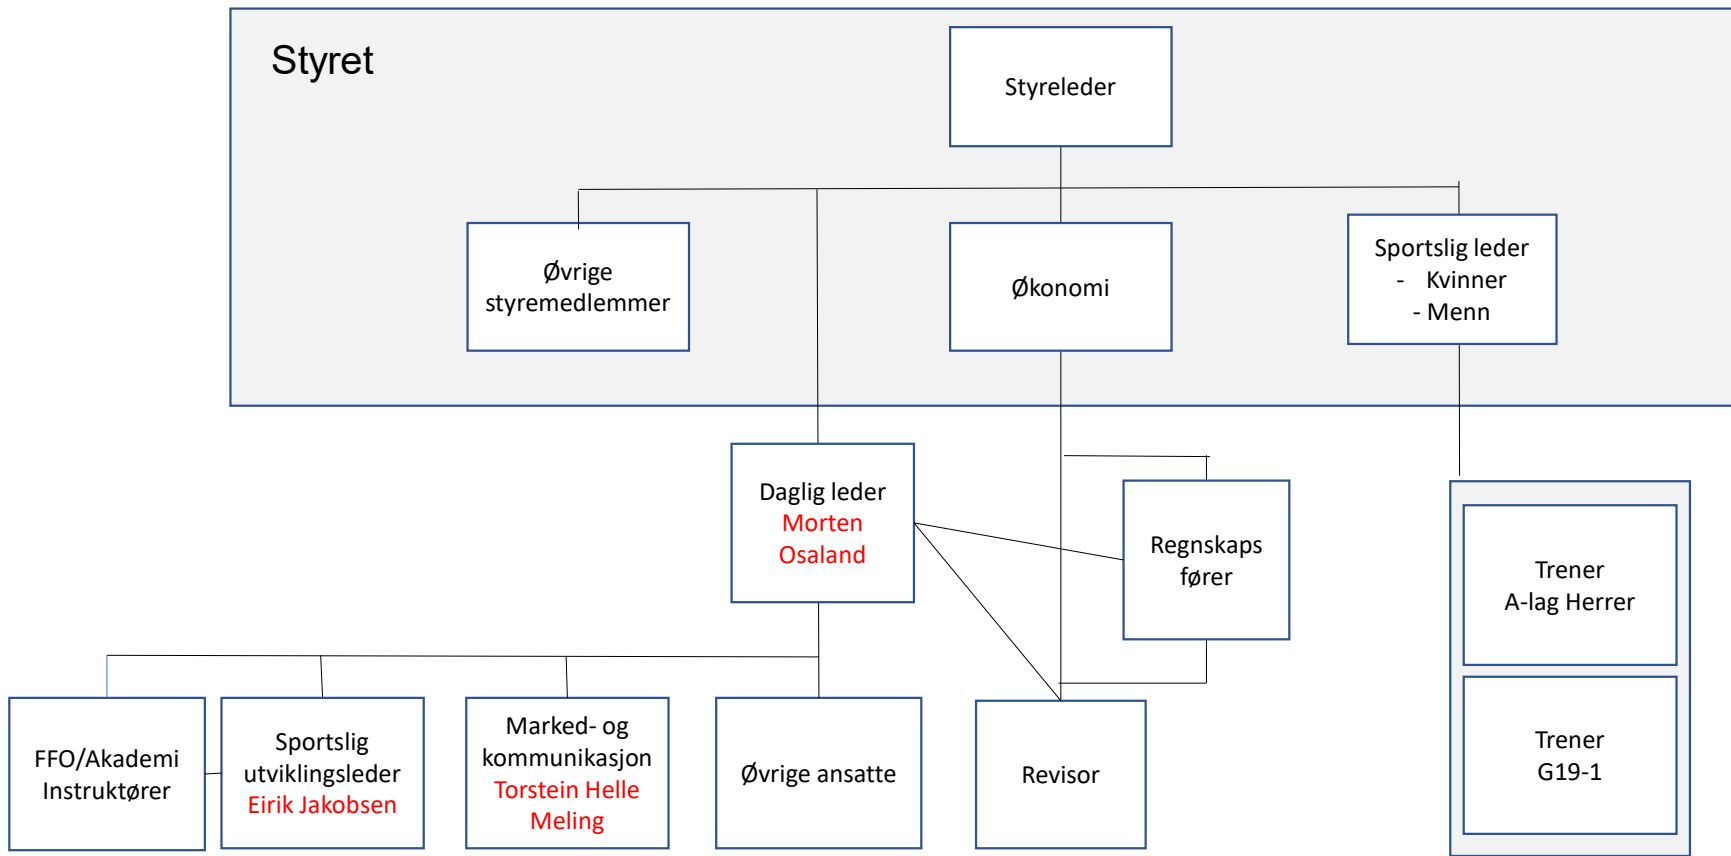 Styret
Styreleder
Øvrige
styremedlemmer
Økonomi
Sportslig leder
- Kvinner
- Menn
Daglig leder
Morten
Osaland
Regnskaps
fører
Trener
A-lag Herrer
Trener
G19-1
FFO/Akademi
Instruktører
Sportslig
utviklingsleder
Eirik Jakobsen
Marked- og
kommunikasjon
Torstein Helle
Meling
Øvrige ansatte
Revisor